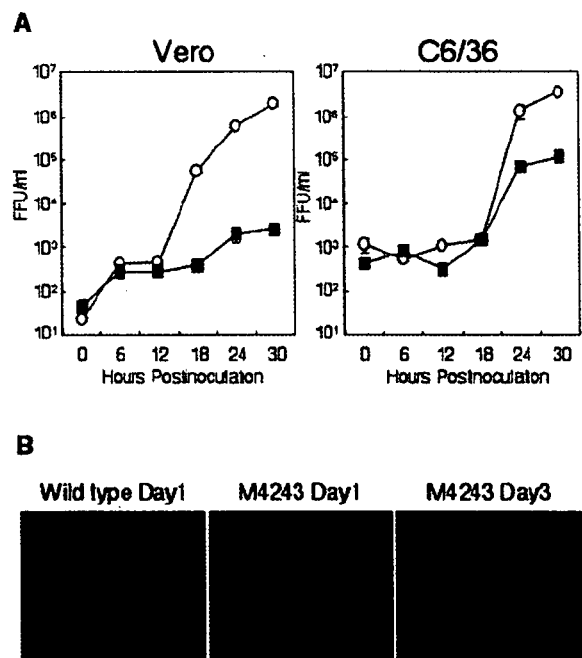 A
Vero C6/36
10⁷ 10⁷
10⁶ 10⁶
10⁵ 10⁵
10⁴ 10⁴
10³ 10³
10² 10²
10¹ 10¹
FFU/ml FFU/ml
0 6 12 18 24 30 0 6 12 18 24 30
Hours Postinoculaton Hours Postinoculaton
B
Wild type Day1 M4243 Day1 M4243 Day3